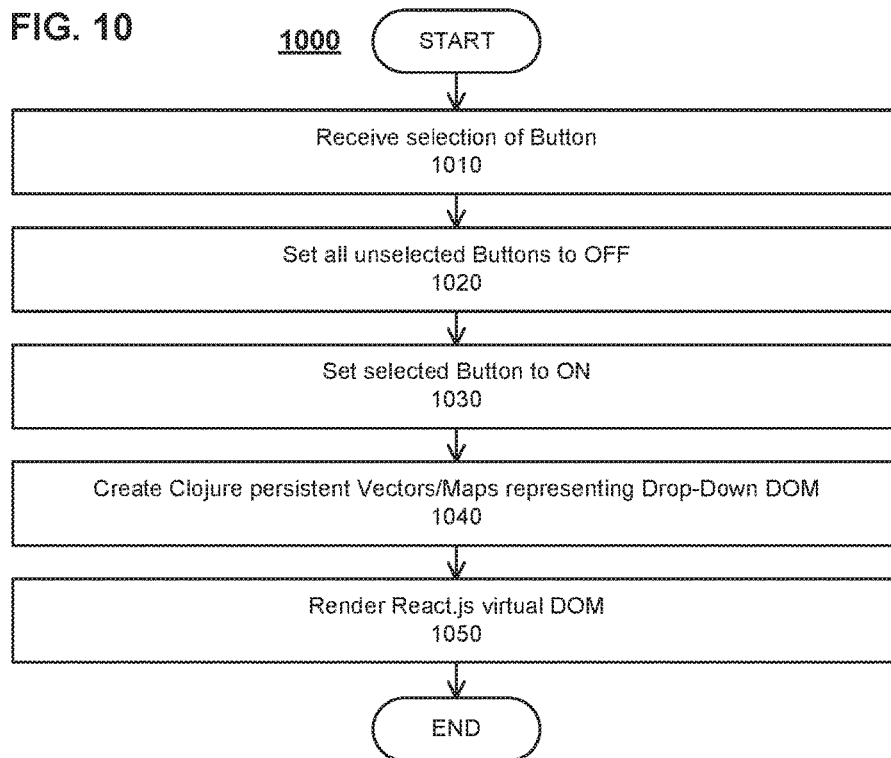 FIG. 10
1000
START
Receive selection of Button
1010
Set all unselected Buttons to OFF
1020
Set selected Button to ON
1030
Create Clojure persistent Vectors/Maps representing Drop-Down DOM
1040
Render React.js virtual DOM
1050
END